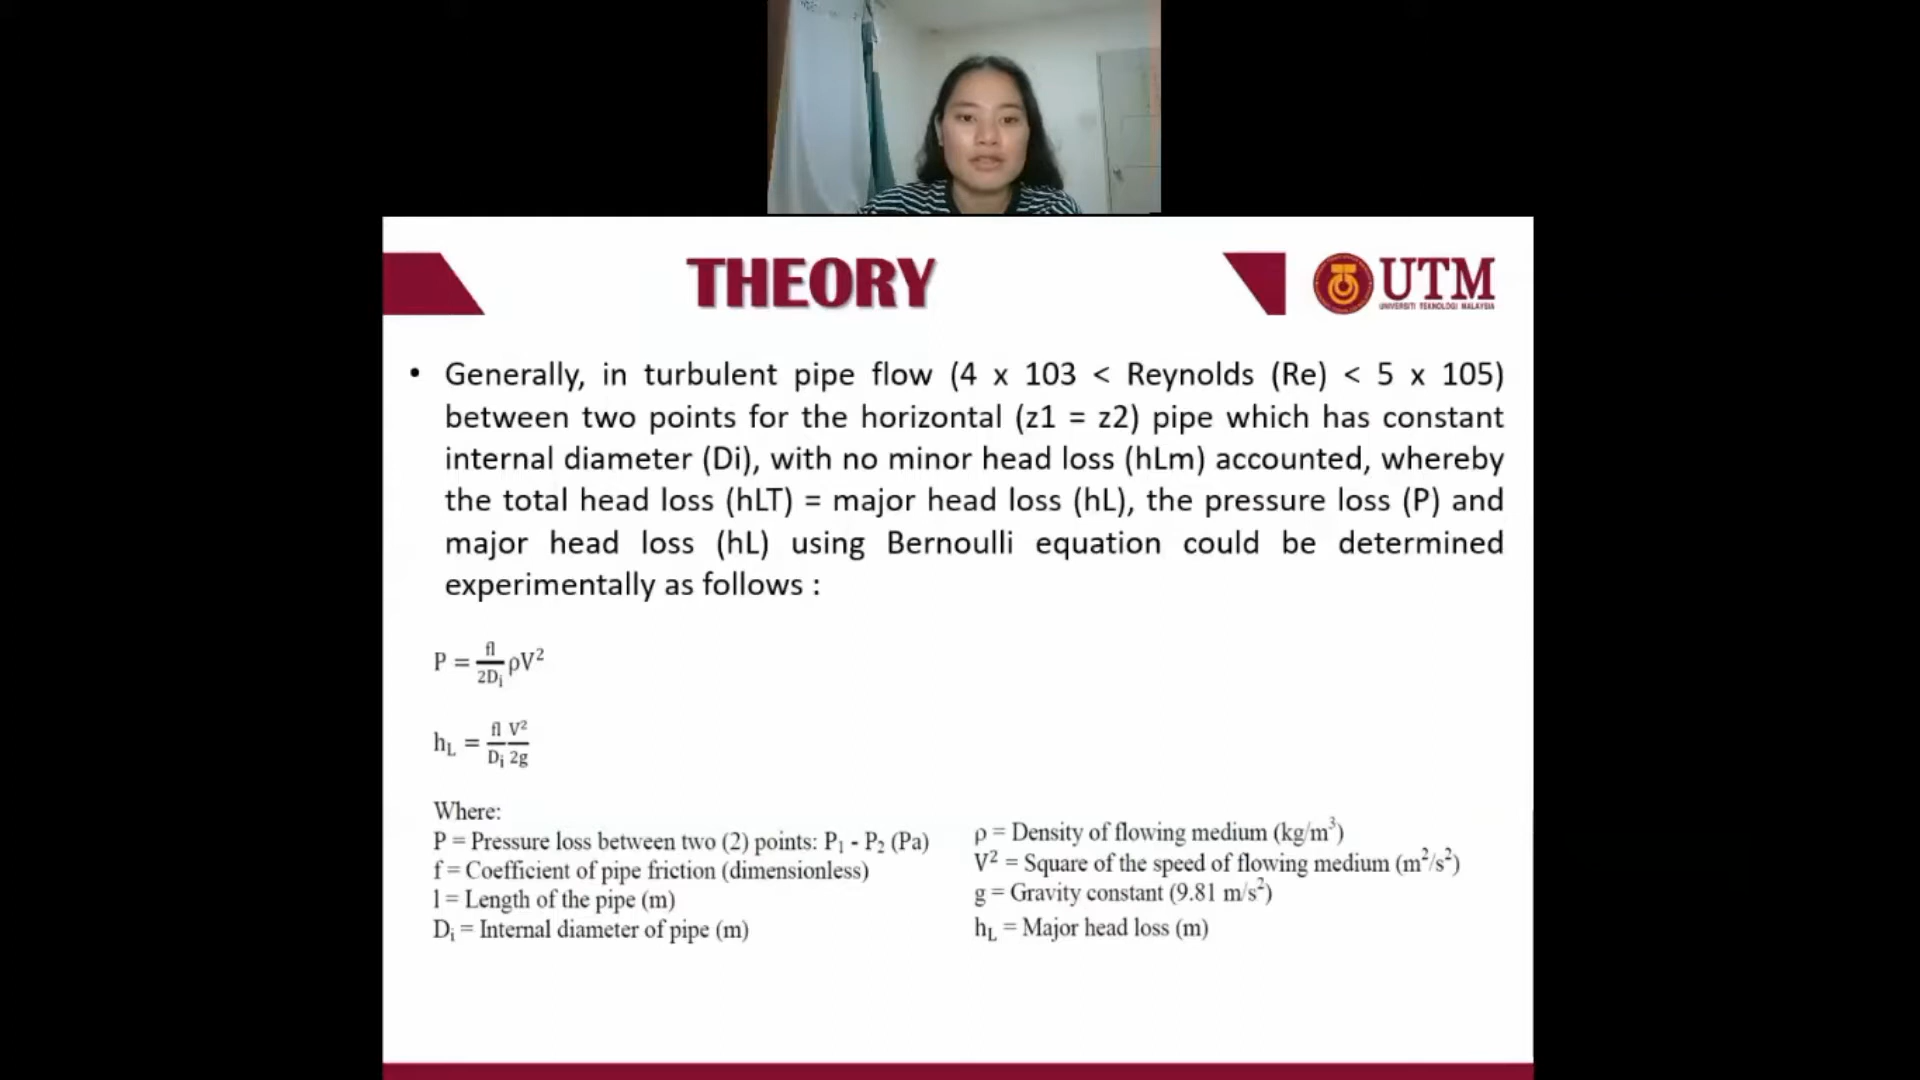 THEORY
UTM
UNIVERSITI TEKNOLOGI MALAYSIA
• Generally, in turbulent pipe flow (4 x 103 < Reynolds (Re) < 5 x 105)
between two points for the horizontal (z1 = z2) pipe which has constant
internal diameter (Di), with no minor head loss (hLm) accounted, whereby
the total head loss (hLT) = major head loss (hL), the pressure loss (P) and
major head loss (hL) using Bernoulli equation could be determined
experimentally as follows :
P = fl/2Dᵢ ρV²
h_L = fl/Dᵢ V²/2g
Where:
P = Pressure loss between two (2) points: P₁ - P₂ (Pa)
f = Coefficient of pipe friction (dimensionless)
l = Length of the pipe (m)
Dᵢ = Internal diameter of pipe (m)
ρ = Density of flowing medium (kg/m³)
V² = Square of the speed of flowing medium (m²/s²)
g = Gravity constant (9.81 m/s²)
h_L = Major head loss (m)